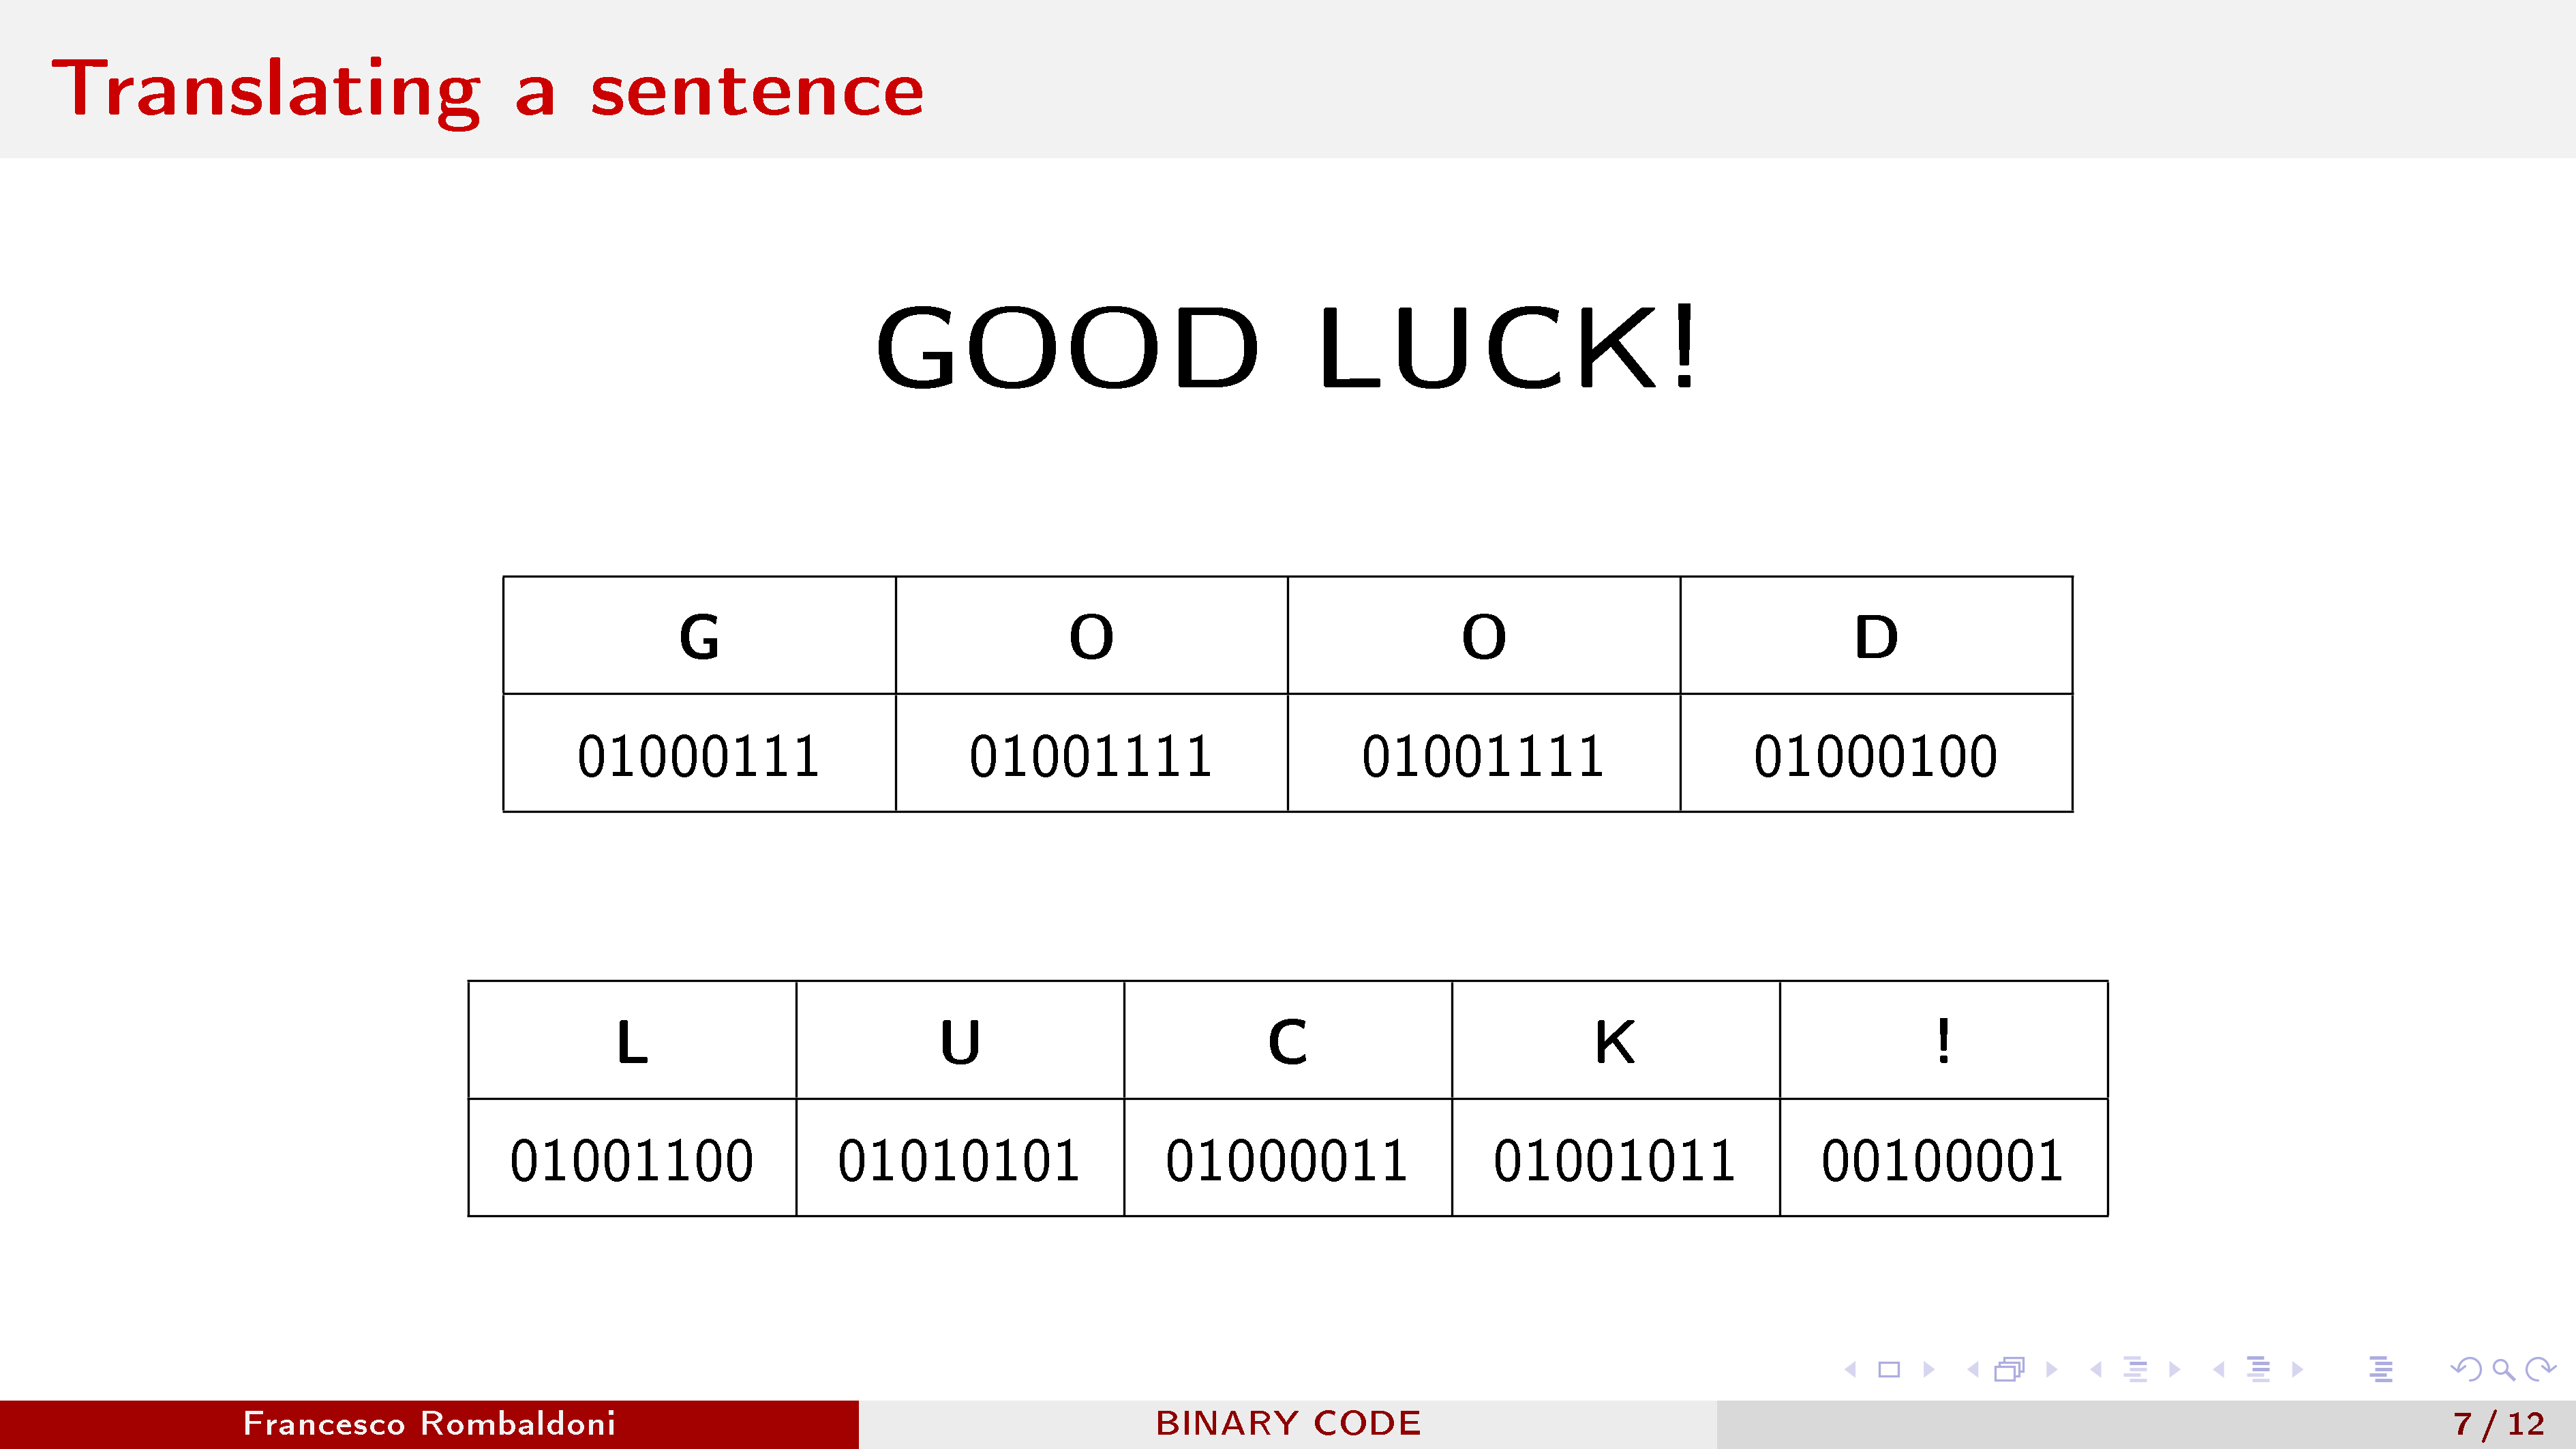 Translating a sentence
GOOD LUCK!
G O O D
01000111 01001111 01001111 01000100
L U C K !
01001100 01010101 01000011 01001011 00100001
Francesco Rombaldoni BINARY CODE 7 / 12